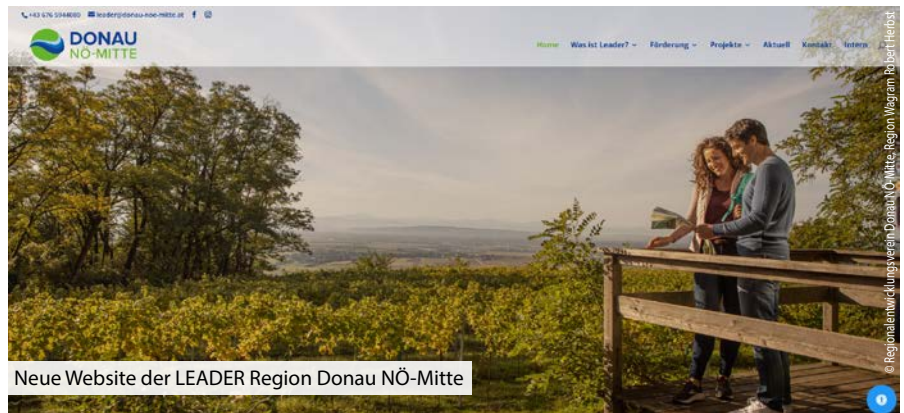 +43 676 5944080 leader@donau-noe-mitte.at
DONAU
NÖ-MITTE
Home Was ist Leader? Förderung Projekte Aktuell Kontakt Intern
Neue Website der LEADER Region Donau NÖ-Mitte
© Regionalentwicklungsverein Donau NÖ-Mitte, Region Wagram Robert Herbst